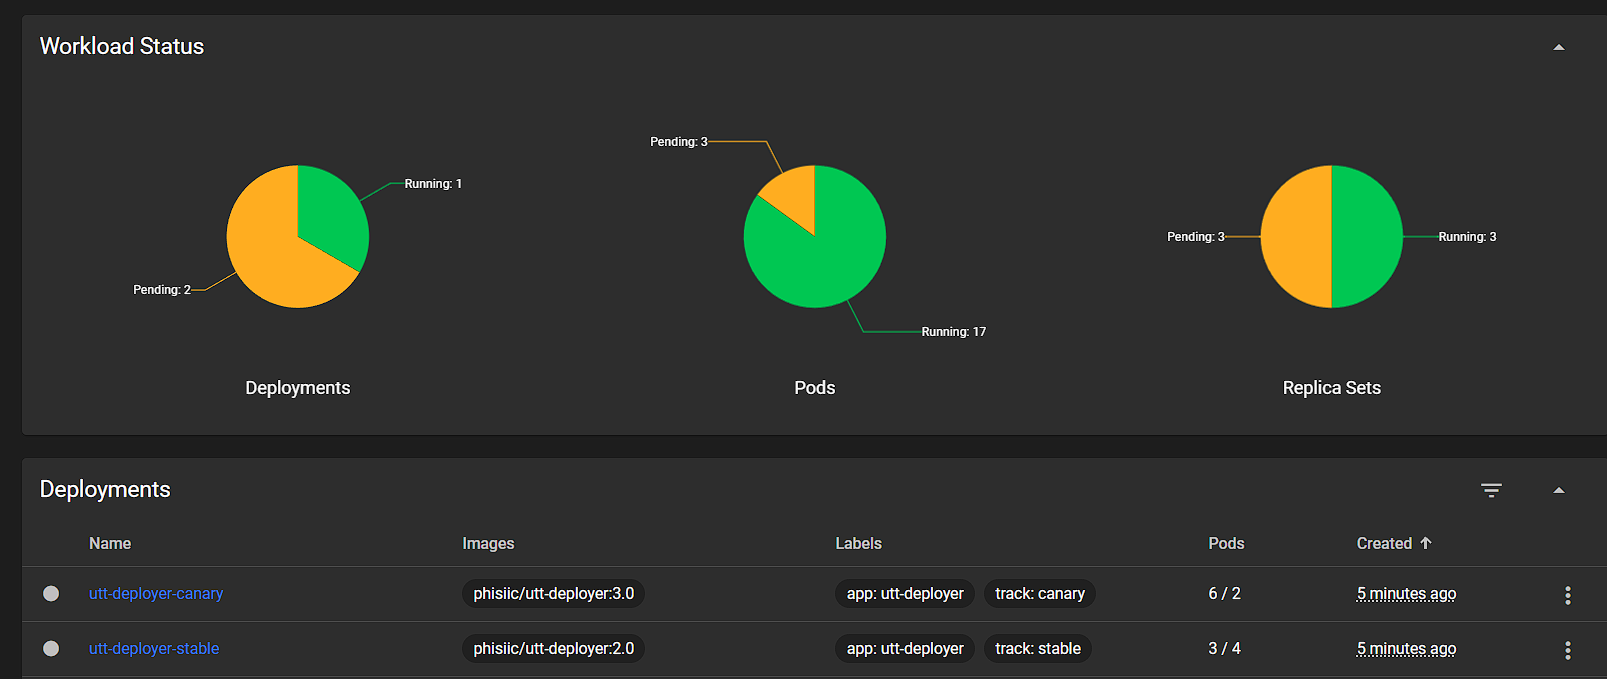 Workload Status
Pending: 3
Running: 1
Pending: 3
Running: 3
Pending: 2
Running: 17
Deployments
Pods
Replica Sets
Deployments
Name Images Labels Pods Created
utt-deployer-canary phisiic/utt-deployer:3.0 app: utt-deployer track: canary 6 / 2 5 minutes ago
utt-deployer-stable phisiic/utt-deployer:2.0 app: utt-deployer track: stable 3 / 4 5 minutes ago